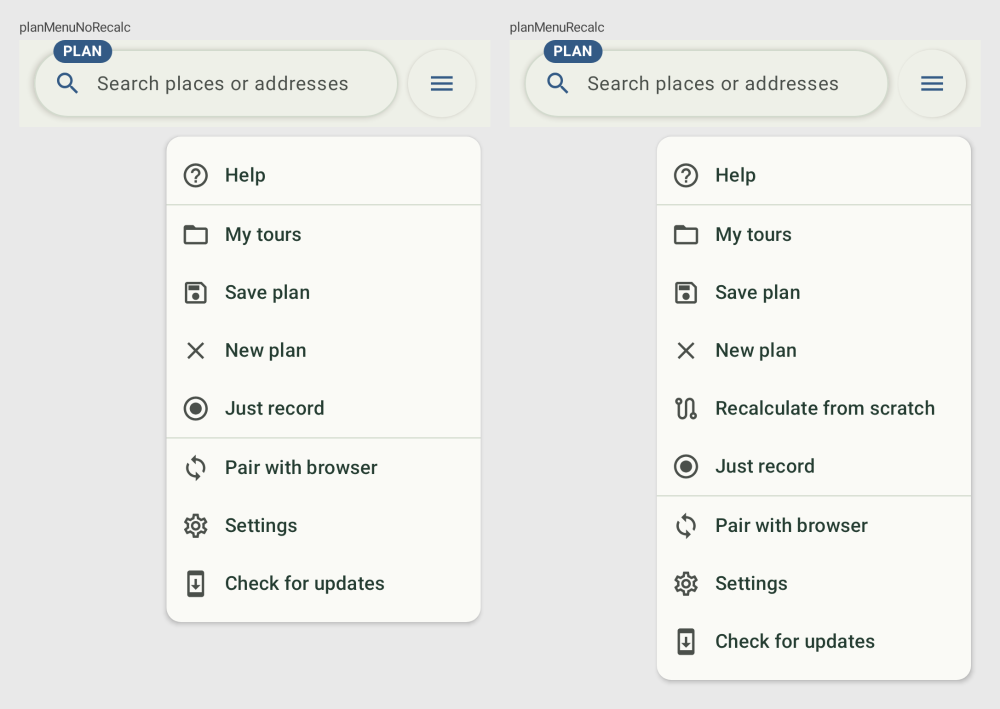 planMenuNoRecalc
PLAN
Search places or addresses
Help
My tours
Save plan
New plan
Just record
Pair with browser
Settings
Check for updates
planMenuRecalc
PLAN
Search places or addresses
Help
My tours
Save plan
New plan
Recalculate from scratch
Just record
Pair with browser
Settings
Check for updates